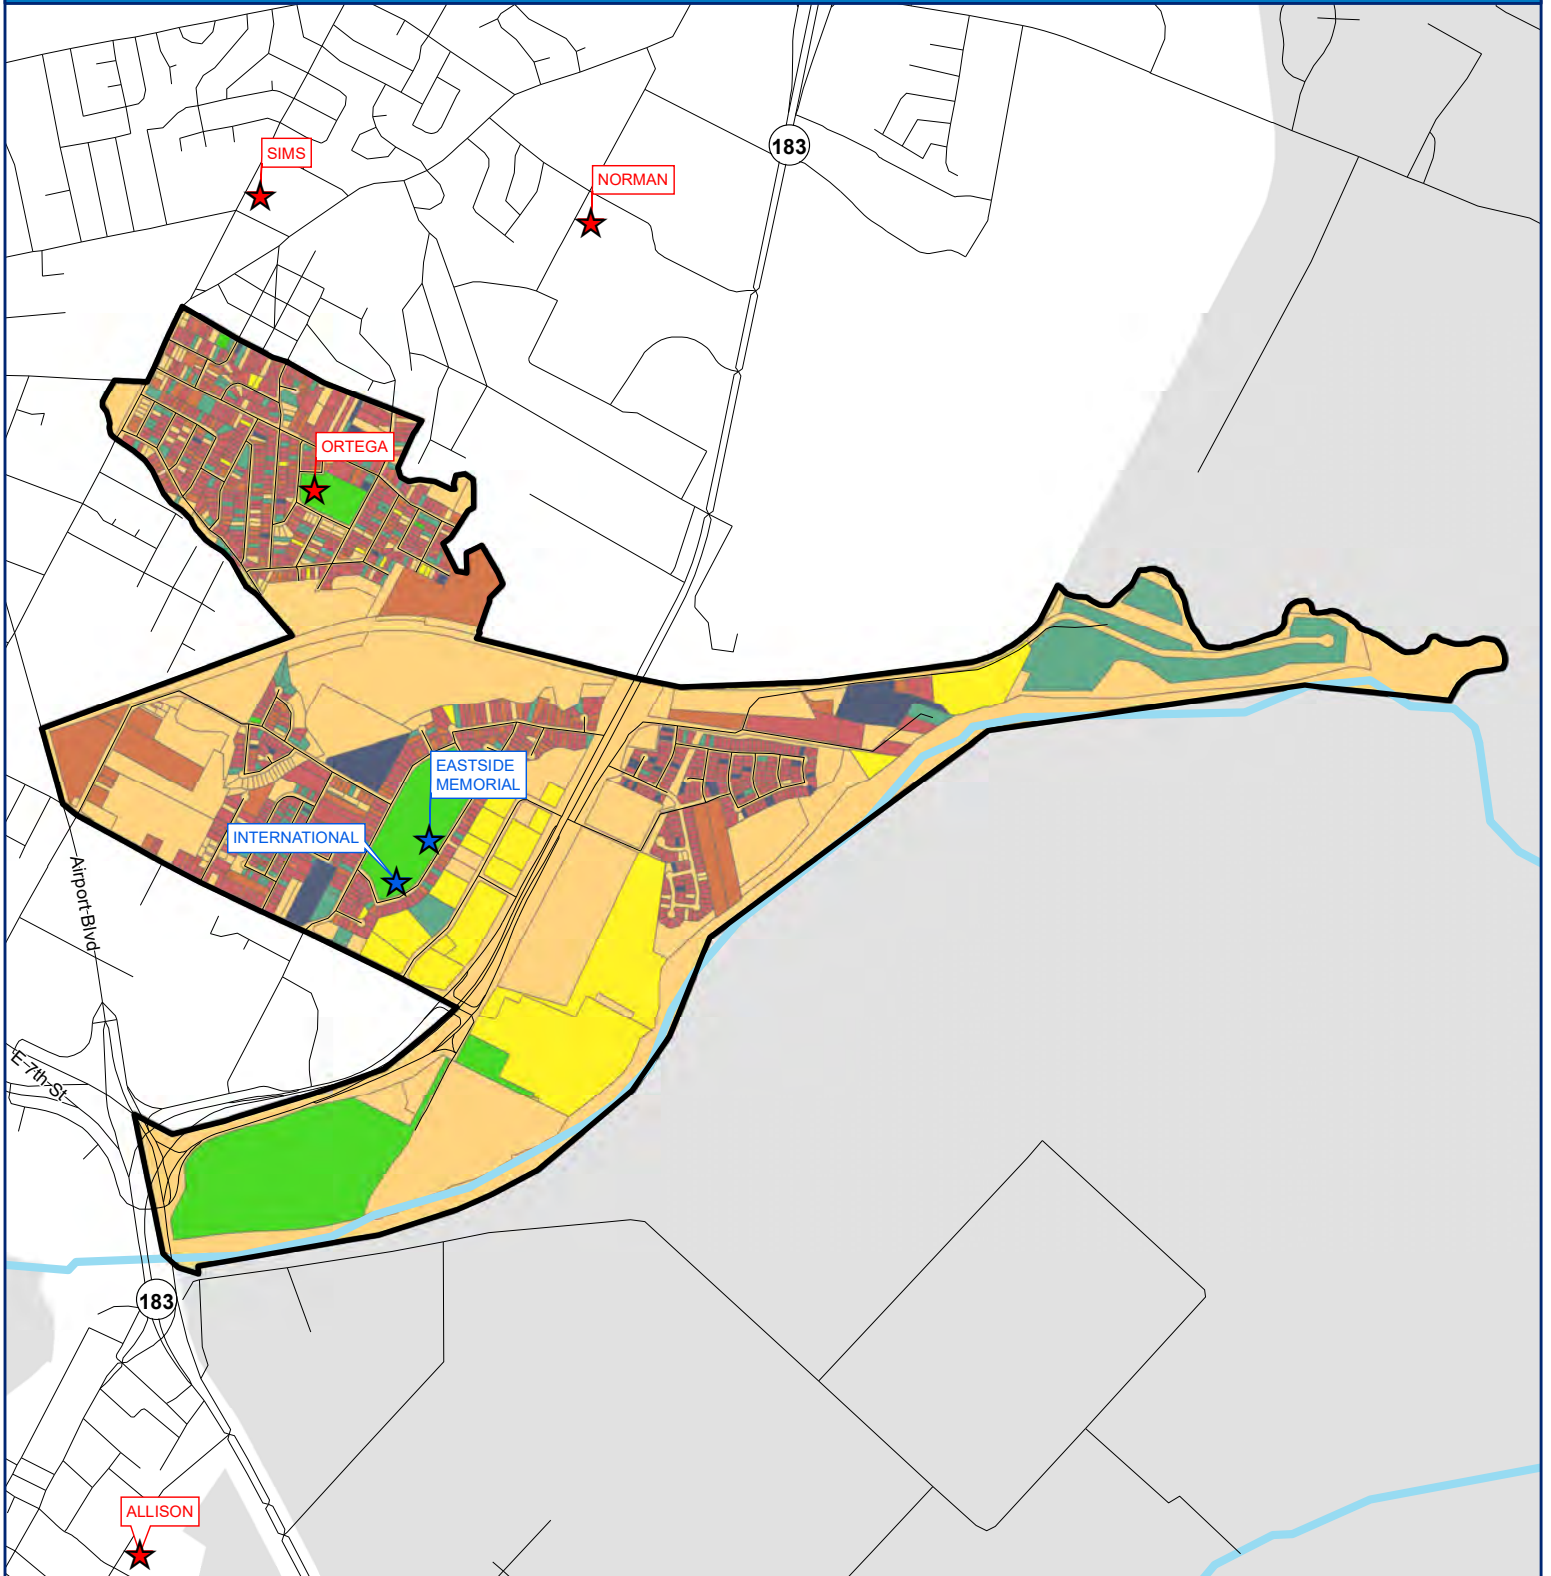 183
SIMS
NORMAN
ORTEGA
EASTSIDE
MEMORIAL
INTERNATIONAL
Airport Blvd
E 7th St
183
ALLISON